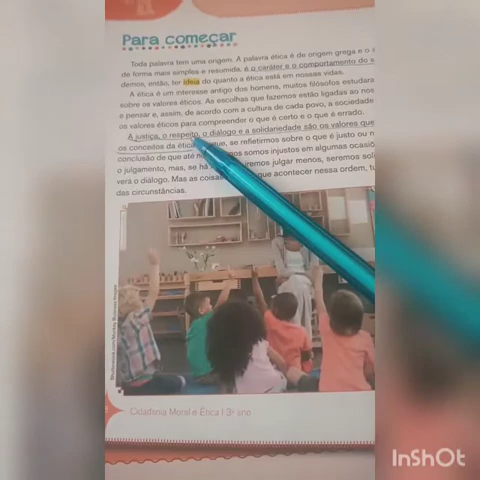 Para começar
Toda palavra tem uma origem. A palavra ética é de origem grega e o
de forma mais simples e resumida, é o caráter e o comportamento do s
demos, então, ter ideia do quanto a ética está em nossas vidas.
A ética é um interesse antigo dos homens, muitos filósofos estudara
sobre os valores éticos. As escolhas que fazemos estão ligadas ao nos
e pensar e, assim, de acordo com a cultura de cada povo, a sociedade
os valores éticos para compreender o que é certo e o que é errado.
A justiça, o respeito, o diálogo e a solidariedade são os valores que
os conceitos da ética que, se refletirmos sobre o que é justo ou n
conclusão de que até somos injustos em algumas ocasiõ
o julgamento, mas, se há iremos julgar menos, seremos sol
verá o diálogo. Mas as coisas que acontecer nessa ordem, tu
das circunstâncias.
Cidadania Moral e Ética | 3º ano
InShOt